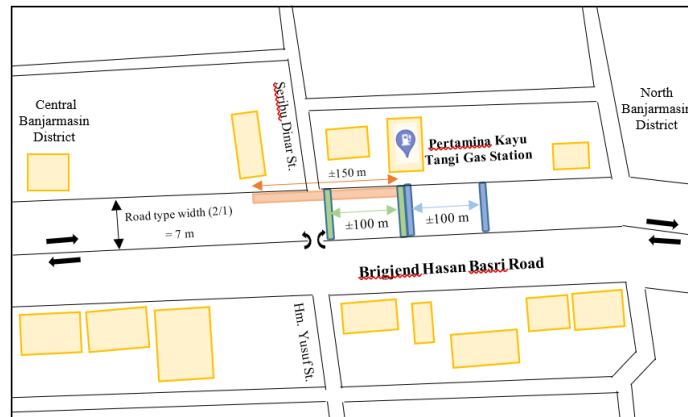 Central
Banjarmasin
District
Seribu Dinar St.
North
Banjarmasin
District
Pertamina Kayu
Tangi Gas Station
±150 m
Road type width (2/1)
= 7 m
±100 m
±100 m
Brigjend Hasan Basri Road
Hm. Yusuf St.